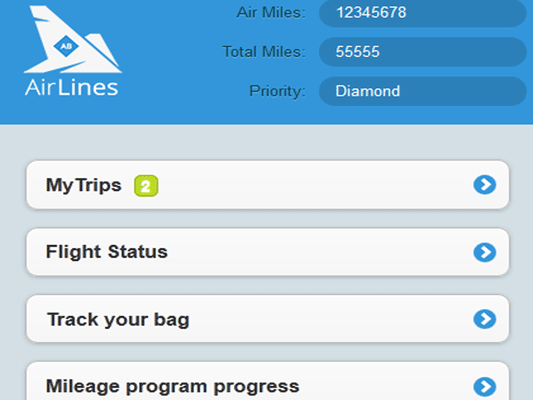 Air Miles: 12345678
AB
Total Miles: 55555
AirLines
Priority: Diamond
MyTrips 2
Flight Status
Track your bag
Mileage program progress